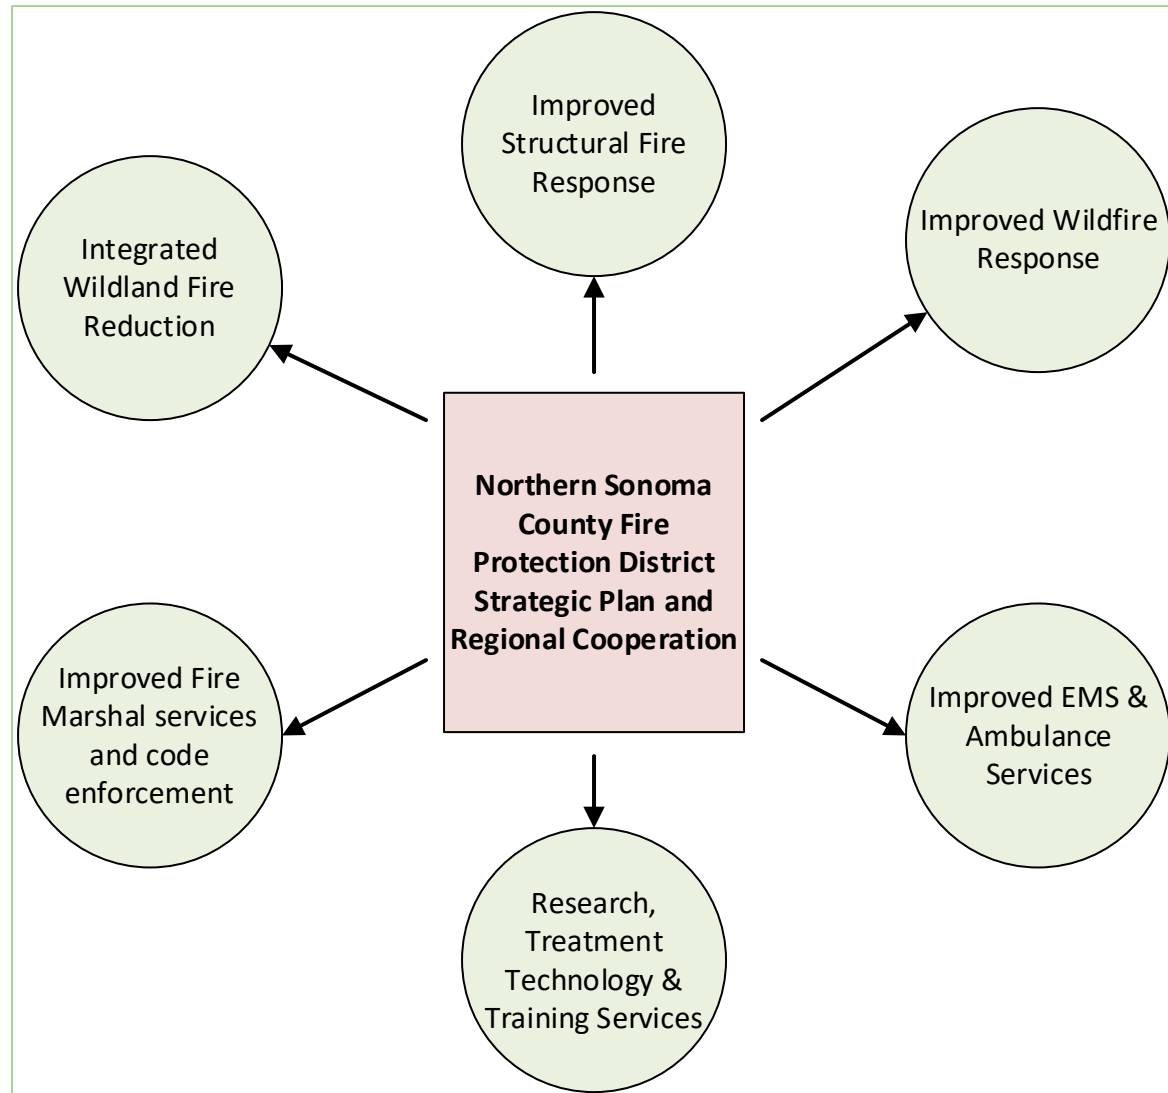 Improved
Structural Fire
Response
Improved Wildfire
Response
Integrated
Wildland Fire
Reduction
Northern Sonoma
County Fire
Protection District
Strategic Plan and
Regional Cooperation
Improved Fire
Marshal services
and code
enforcement
Improved EMS &
Ambulance
Services
Research,
Treatment
Technology &
Training Services